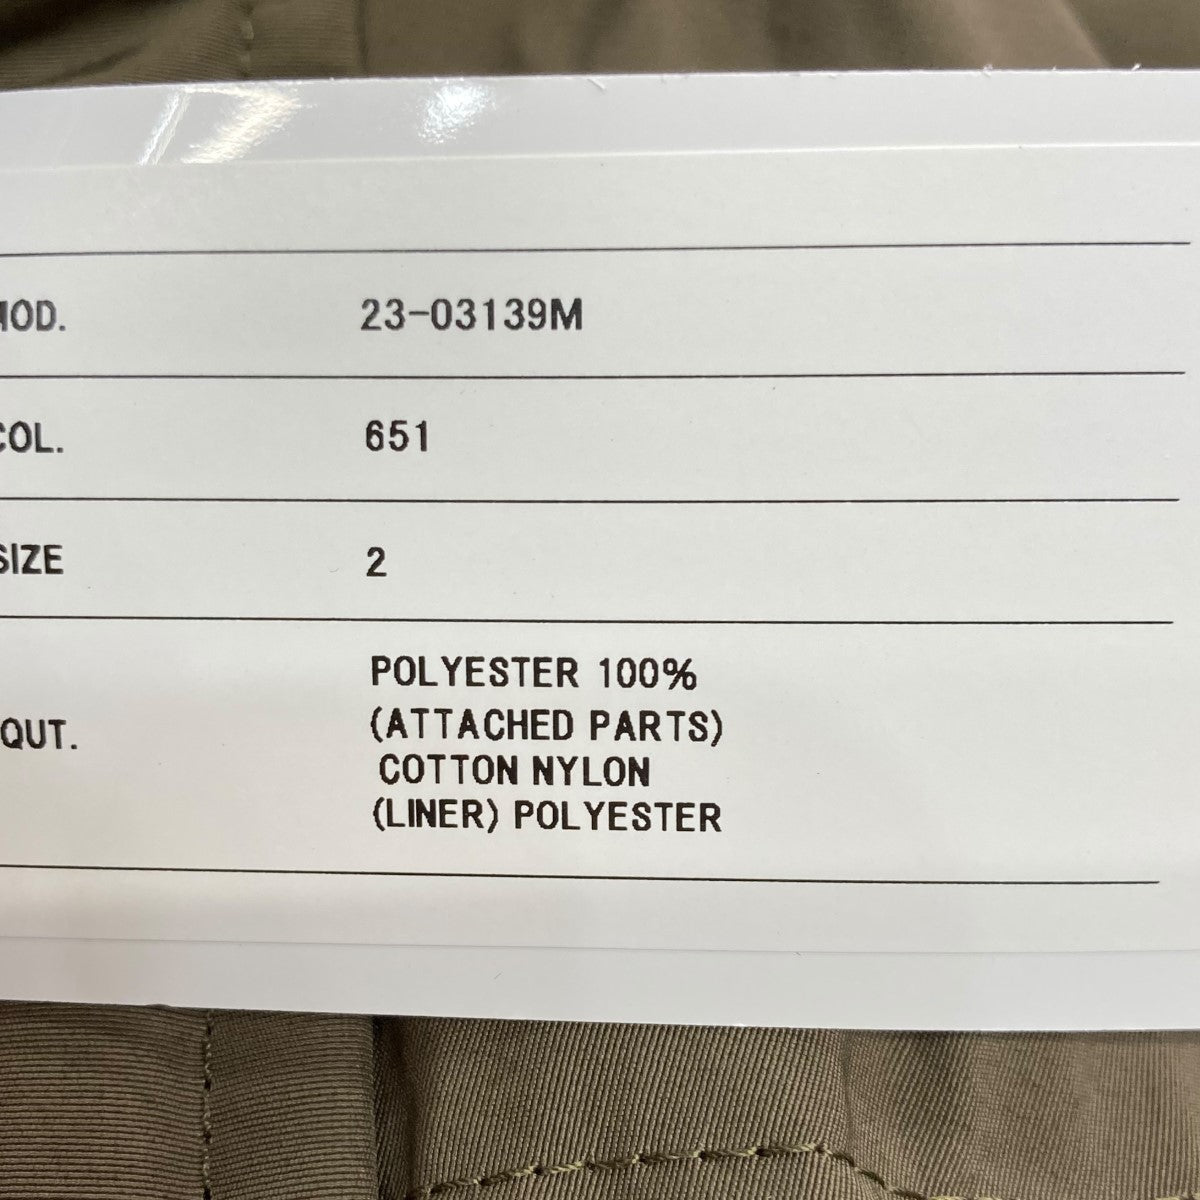 MOD. 23-03139M
COL. 651
SIZE 2
QUT. POLYESTER 100%
(ATTACHED PARTS)
COTTON NYLON
(LINER) POLYESTER